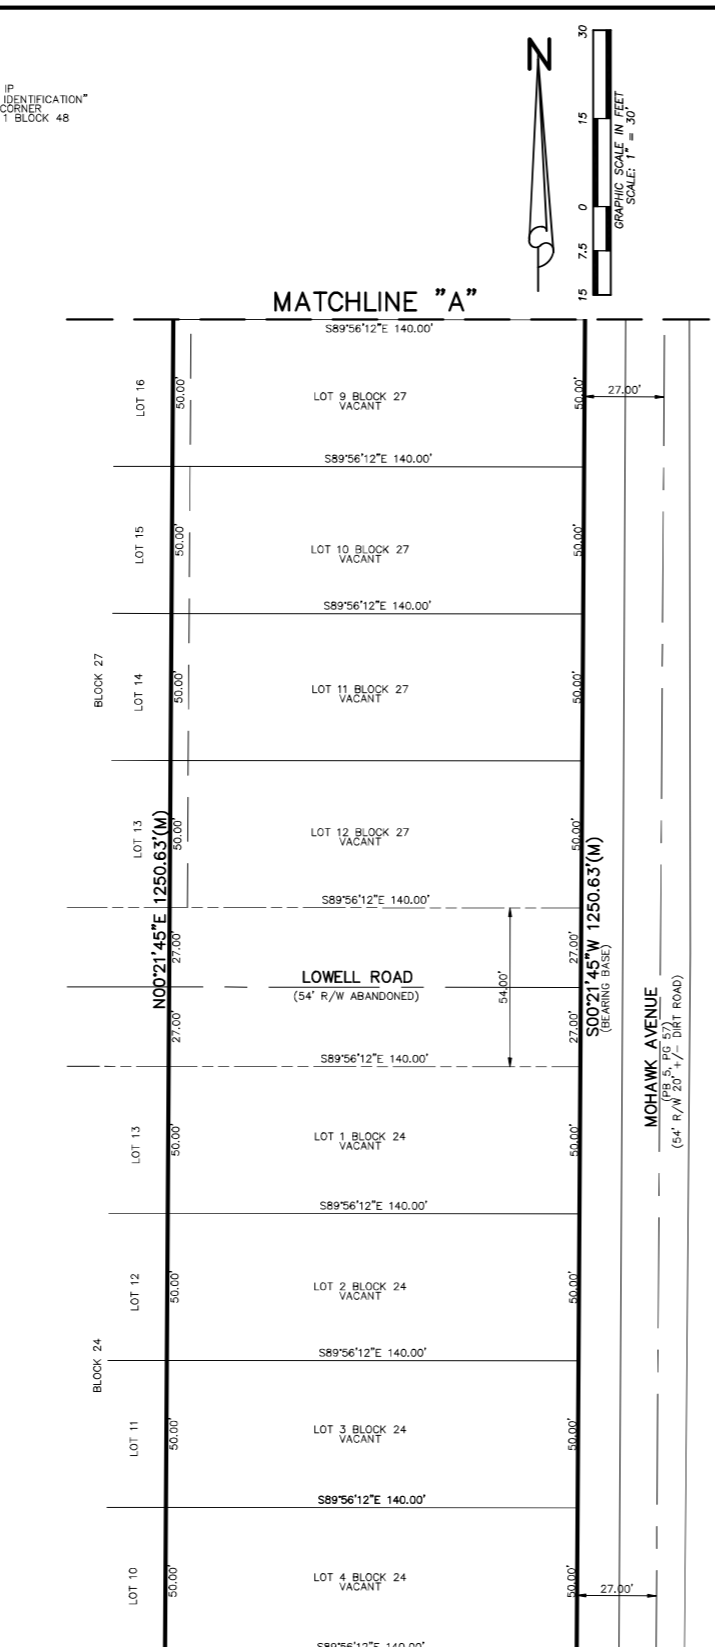 IP
IDENTIFICATION"
CORNER
1 BLOCK 48
N
30
15
0
7.5
15
GRAPHIC SCALE IN FEET
SCALE: 1" = 30'
MATCHLINE "A"
S89°56'12"E 140.00'
LOT 16
50.00'
LOT 9 BLOCK 27
VACANT
50.00'
27.00'
S89°56'12"E 140.00'
LOT 15
50.00'
LOT 10 BLOCK 27
VACANT
50.00'
S89°56'12"E 140.00'
BLOCK 27
LOT 14
50.00'
LOT 11 BLOCK 27
VACANT
50.00'
LOT 13
50.00'
LOT 12 BLOCK 27
VACANT
50.00'
N00°21'45"E 1250.63'(M)
S00°21'45"W 1250.63'(M)
(BEARING BASE)
S89°56'12"E 140.00'
27.00'
27.00'
LOWELL ROAD
(54' R/W ABANDONED)
54.00'
27.00'
27.00'
MOHAWK AVENUE
(PB 5, PG 57)
(54' R/W 20' +/- DIRT ROAD)
S89°56'12"E 140.00'
LOT 13
50.00'
LOT 1 BLOCK 24
VACANT
50.00'
S89°56'12"E 140.00'
LOT 12
50.00'
LOT 2 BLOCK 24
VACANT
50.00'
S89°56'12"E 140.00'
BLOCK 24
LOT 11
50.00'
LOT 3 BLOCK 24
VACANT
50.00'
S89°56'12"E 140.00'
LOT 10
50.00'
LOT 4 BLOCK 24
VACANT
50.00'
27.00'
S89°56'12"E 140.00'